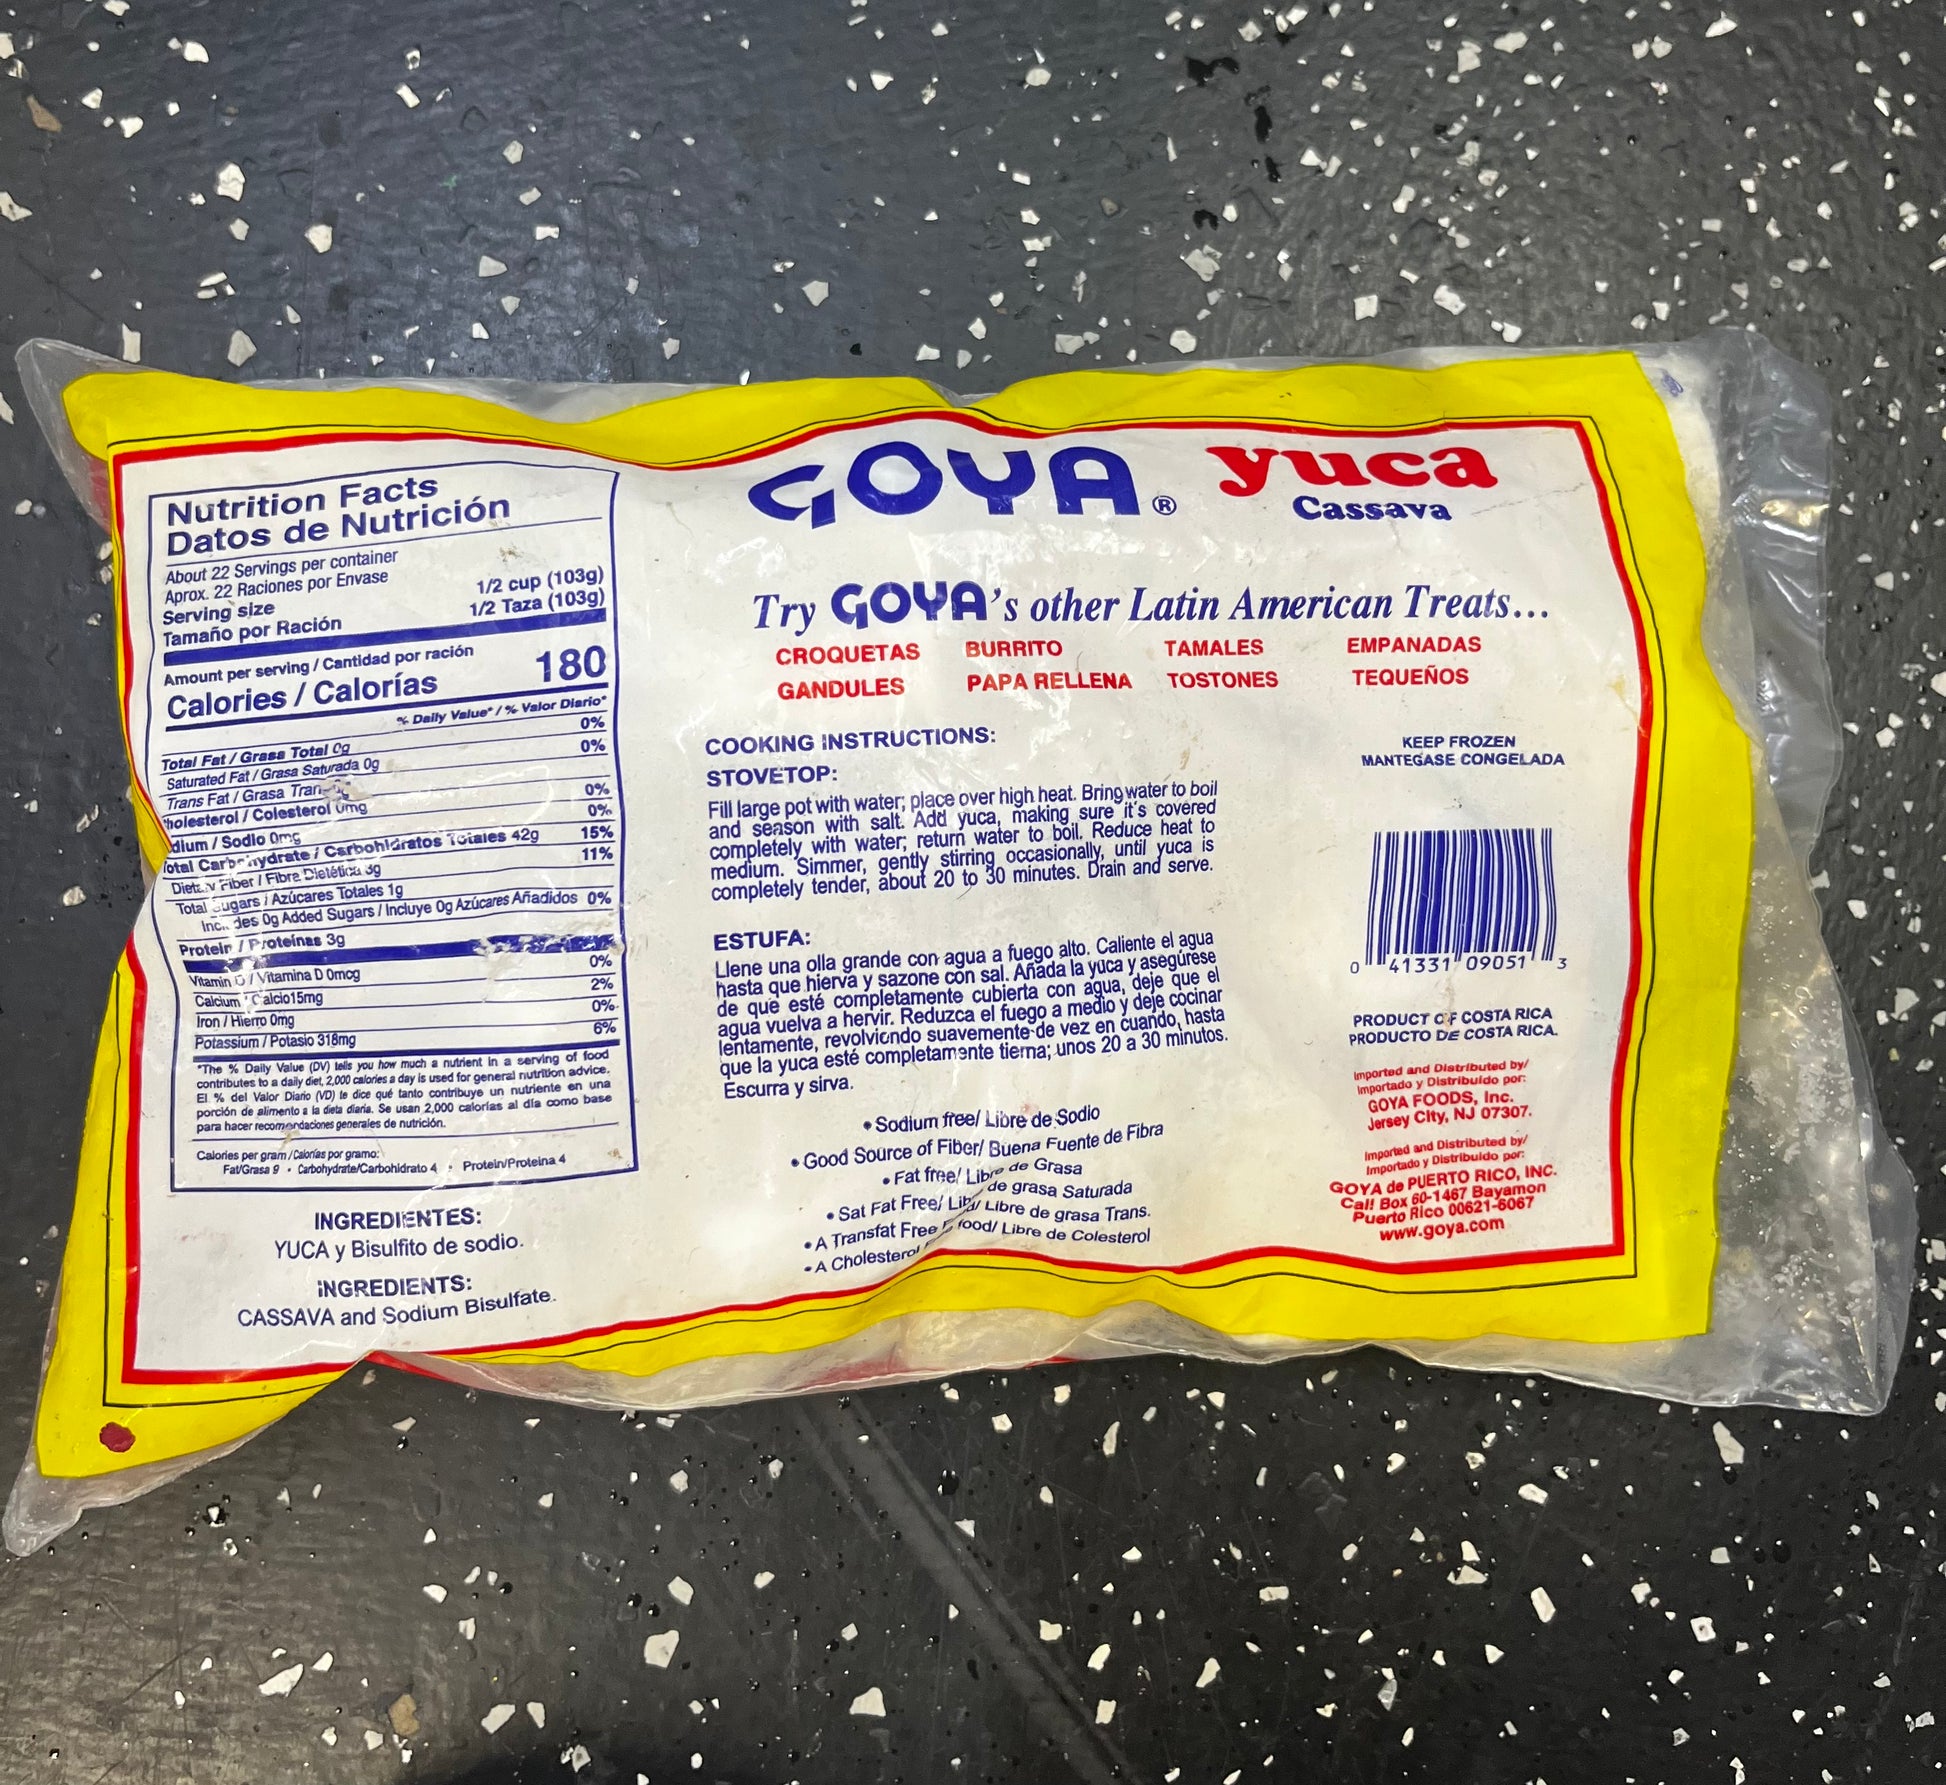 Nutrition Facts
Datos de Nutrición
About 22 Servings per container
Aprox. 22 Raciones por Envase
Serving size 1/2 cup (103g)
Tamaño por Ración 1/2 Taza (103g)
Amount per serving / Cantidad por ración
Calories / Calorías 180
% Daily Value* / % Valor Diario*
Total Fat / Grasa Total 0g 0%
Saturated Fat / Grasa Saturada 0g 0%
Trans Fat / Grasa
Colesterol 0mg 0%
/ Sodio 0mg 0%
Carbohydrate / Carbohidratos Totales 42g 15%
Dietary Fiber / Fibra Dietética 3g 11%
Total Sugars / Azúcares Totales 1g
Includes 0g Added Sugars / Incluye 0g Azúcares Añadidos 0%
Protein / Proteínas 3g
Vitamin D / Vitamina D 0mcg 0%
Calcium / Calcio15mg 2%
Iron / Hierro 0mg 0%
Potassium / Potasio 318mg 6%
*The % Daily Value (DV) tells you how much a nutrient in a serving of food
contributes to a daily diet, 2,000 calories a day is used for general nutrition advice.
El % del Valor Diario (VD) le dice qué tanto contribuye un nutriente en una
porción de alimento a la dieta diaria. Se usan 2,000 calorías al día como base
para hacer recomendaciones generales de nutrición.
Calories per gram / Calorías por gramo:
Fat/Grasa 9 • Carbohydrate/Carbohidrato 4 • Protein/Proteina 4
INGREDIENTES:
YUCA y Bisulfito de sodio.
INGREDIENTS:
CASSAVA and Sodium Bisulfate.
GOYA® yuca
Cassava
Try GOYA's other Latin American Treats...
CROQUETAS BURRITO TAMALES EMPANADAS
GANDULES PAPA RELLENA TOSTONES TEQUEÑOS
COOKING INSTRUCTIONS:
STOVETOP:
Fill large pot with water; place over high heat. Bring water to boil
and season with salt. Add yuca, making sure it's covered
completely with water; return water to boil. Reduce heat to
medium. Simmer, gently stirring occasionally, until yuca is
completely tender, about 20 to 30 minutes. Drain and serve.
ESTUFA:
Llene una olla grande con agua a fuego alto. Caliente el agua
hasta que hierva y sazone con sal. Añada la yuca y asegúrese
de que esté completamente cubierta con agua, deje que el
agua vuelva a hervir. Reduzca el fuego a medio y deje cocinar
lentamente, revolviendo suavemente de vez en cuando, hasta
que la yuca esté completamente tierna; unos 20 a 30 minutos.
Escurra y sirva.
• Sodium free/ Libre de Sodio
• Good Source of Fiber/ Buena Fuente de Fibra
• Fat free/ Libre de Grasa
• Sat Fat Free/ Libre de grasa Saturada
• A Transfat Free / Libre de grasa Trans.
• A Cholesterol food/ Libre de Colesterol
KEEP FROZEN
MANTEGASE CONGELADA
0 41331 09051 3
PRODUCT OF COSTA RICA
PRODUCTO DE COSTA RICA.
Imported and Distributed by/
Importado y Distribuido por:
GOYA FOODS, Inc.
Jersey City, NJ 07307.
Imported and Distributed by/
Importado y Distribuido por:
GOYA de PUERTO RICO, INC.
Call Box 60-1467 Bayamon
Puerto Rico 00621-6067
www.goya.com